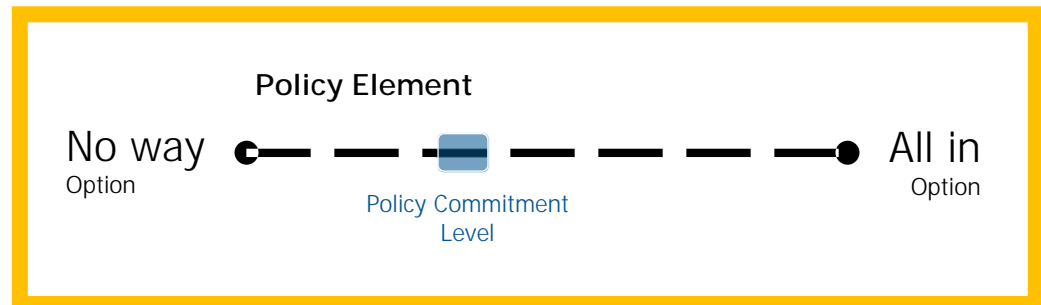 Policy Element
No way
Option
All in
Option
Policy Commitment
Level